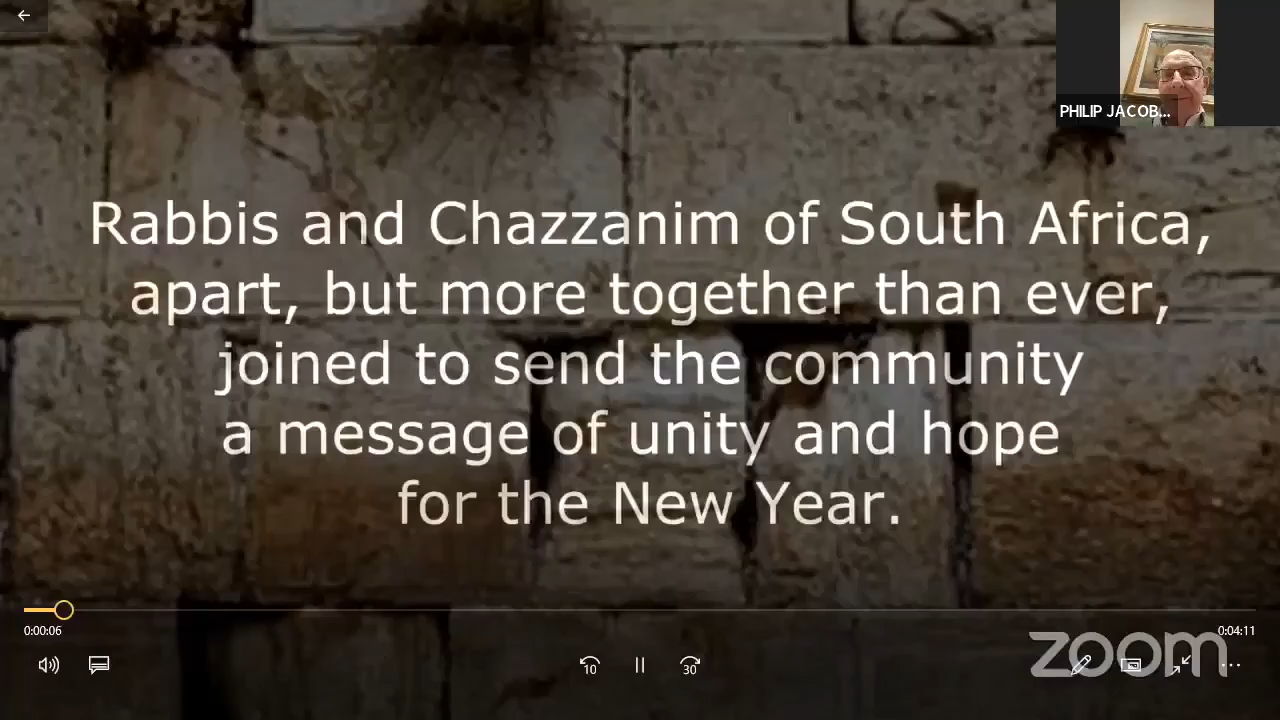 PHILIP JACOB...
Rabbis and Chazzanim of South Africa,
apart, but more together than ever,
joined to send the community
a message of unity and hope
for the New Year.
0:00:06
0:04:11
10
30
zoom